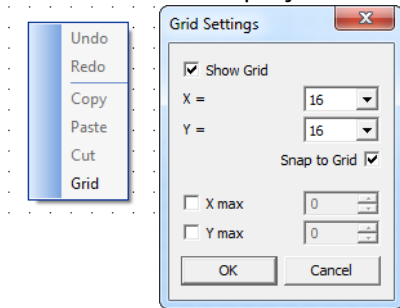 Undo
Redo
Copy
Paste
Cut
Grid
Grid Settings
Show Grid
X = 16
Y = 16
Snap to Grid
X max 0
Y max 0
OK Cancel